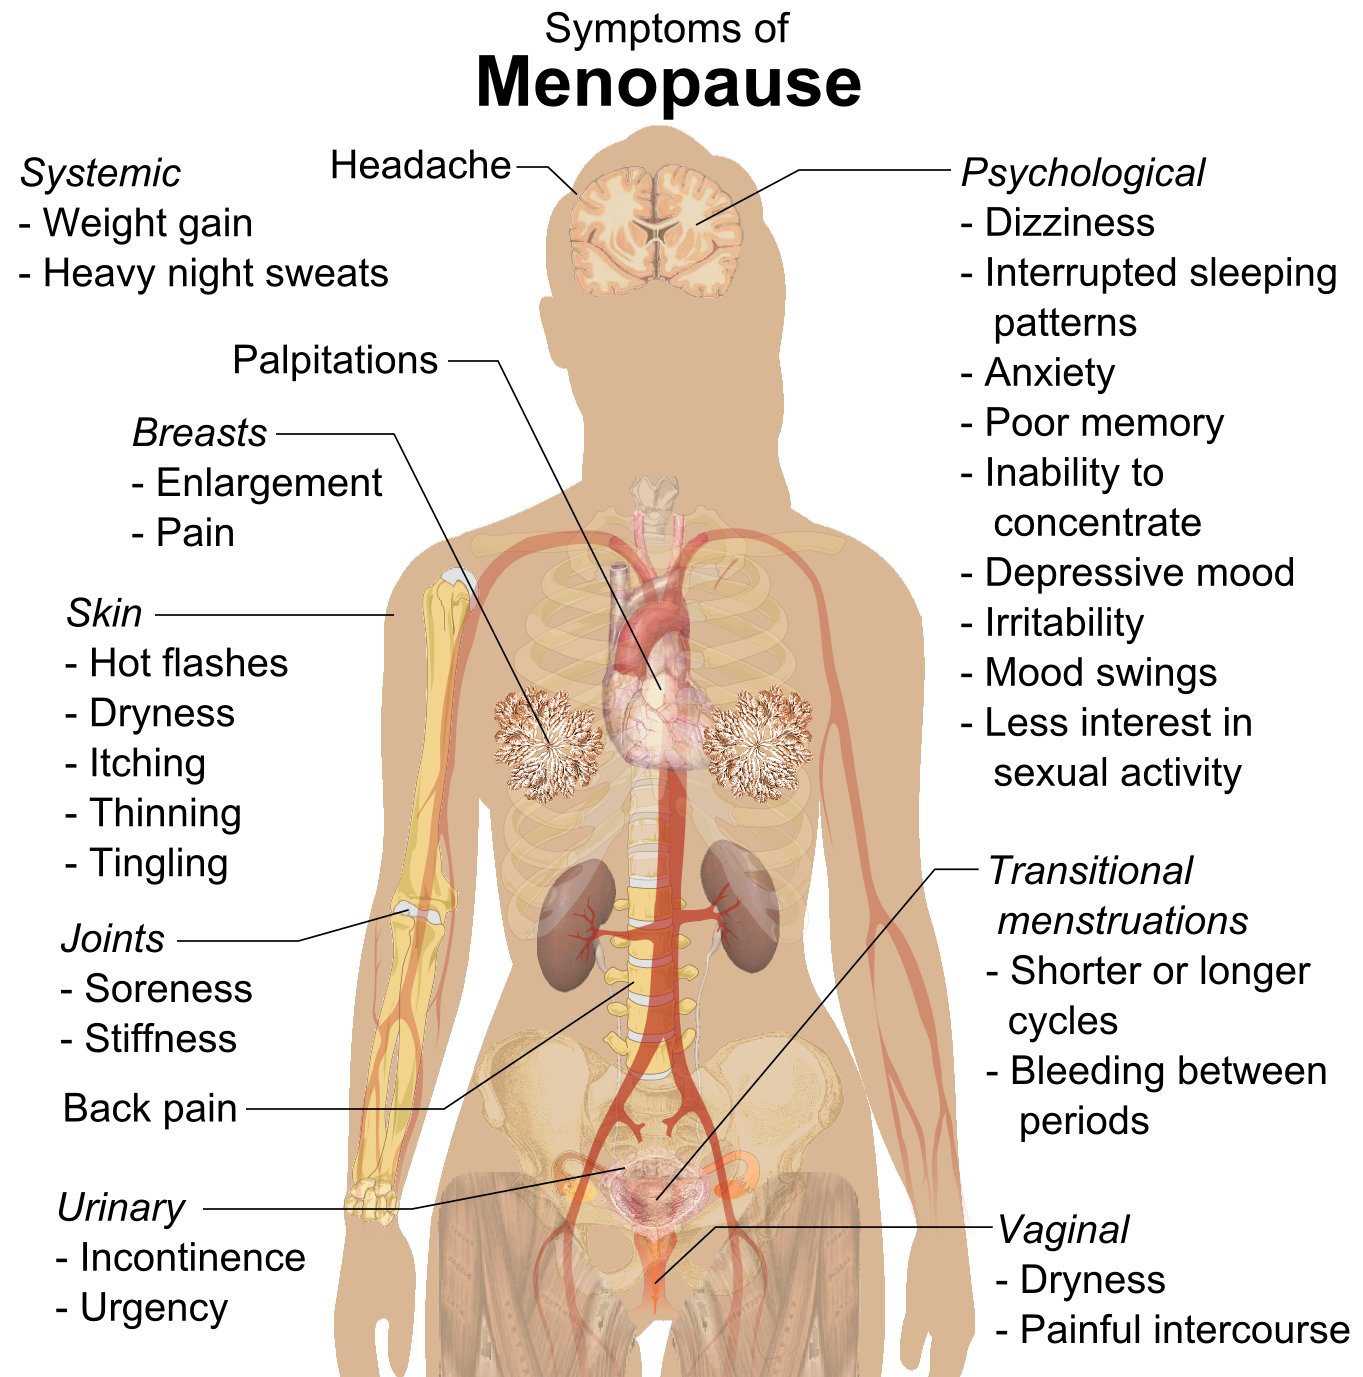 Symptoms of
Menopause
Systemic
- Weight gain
- Heavy night sweats
Headache
Palpitations
Breasts
- Enlargement
- Pain
Skin
- Hot flashes
- Dryness
- Itching
- Thinning
- Tingling
Joints
- Soreness
- Stiffness
Back pain
Urinary
- Incontinence
- Urgency
Psychological
- Dizziness
- Interrupted sleeping
patterns
- Anxiety
- Poor memory
- Inability to
concentrate
- Depressive mood
- Irritability
- Mood swings
- Less interest in
sexual activity
Transitional
menstruations
- Shorter or longer
cycles
- Bleeding between
periods
Vaginal
- Dryness
- Painful intercourse